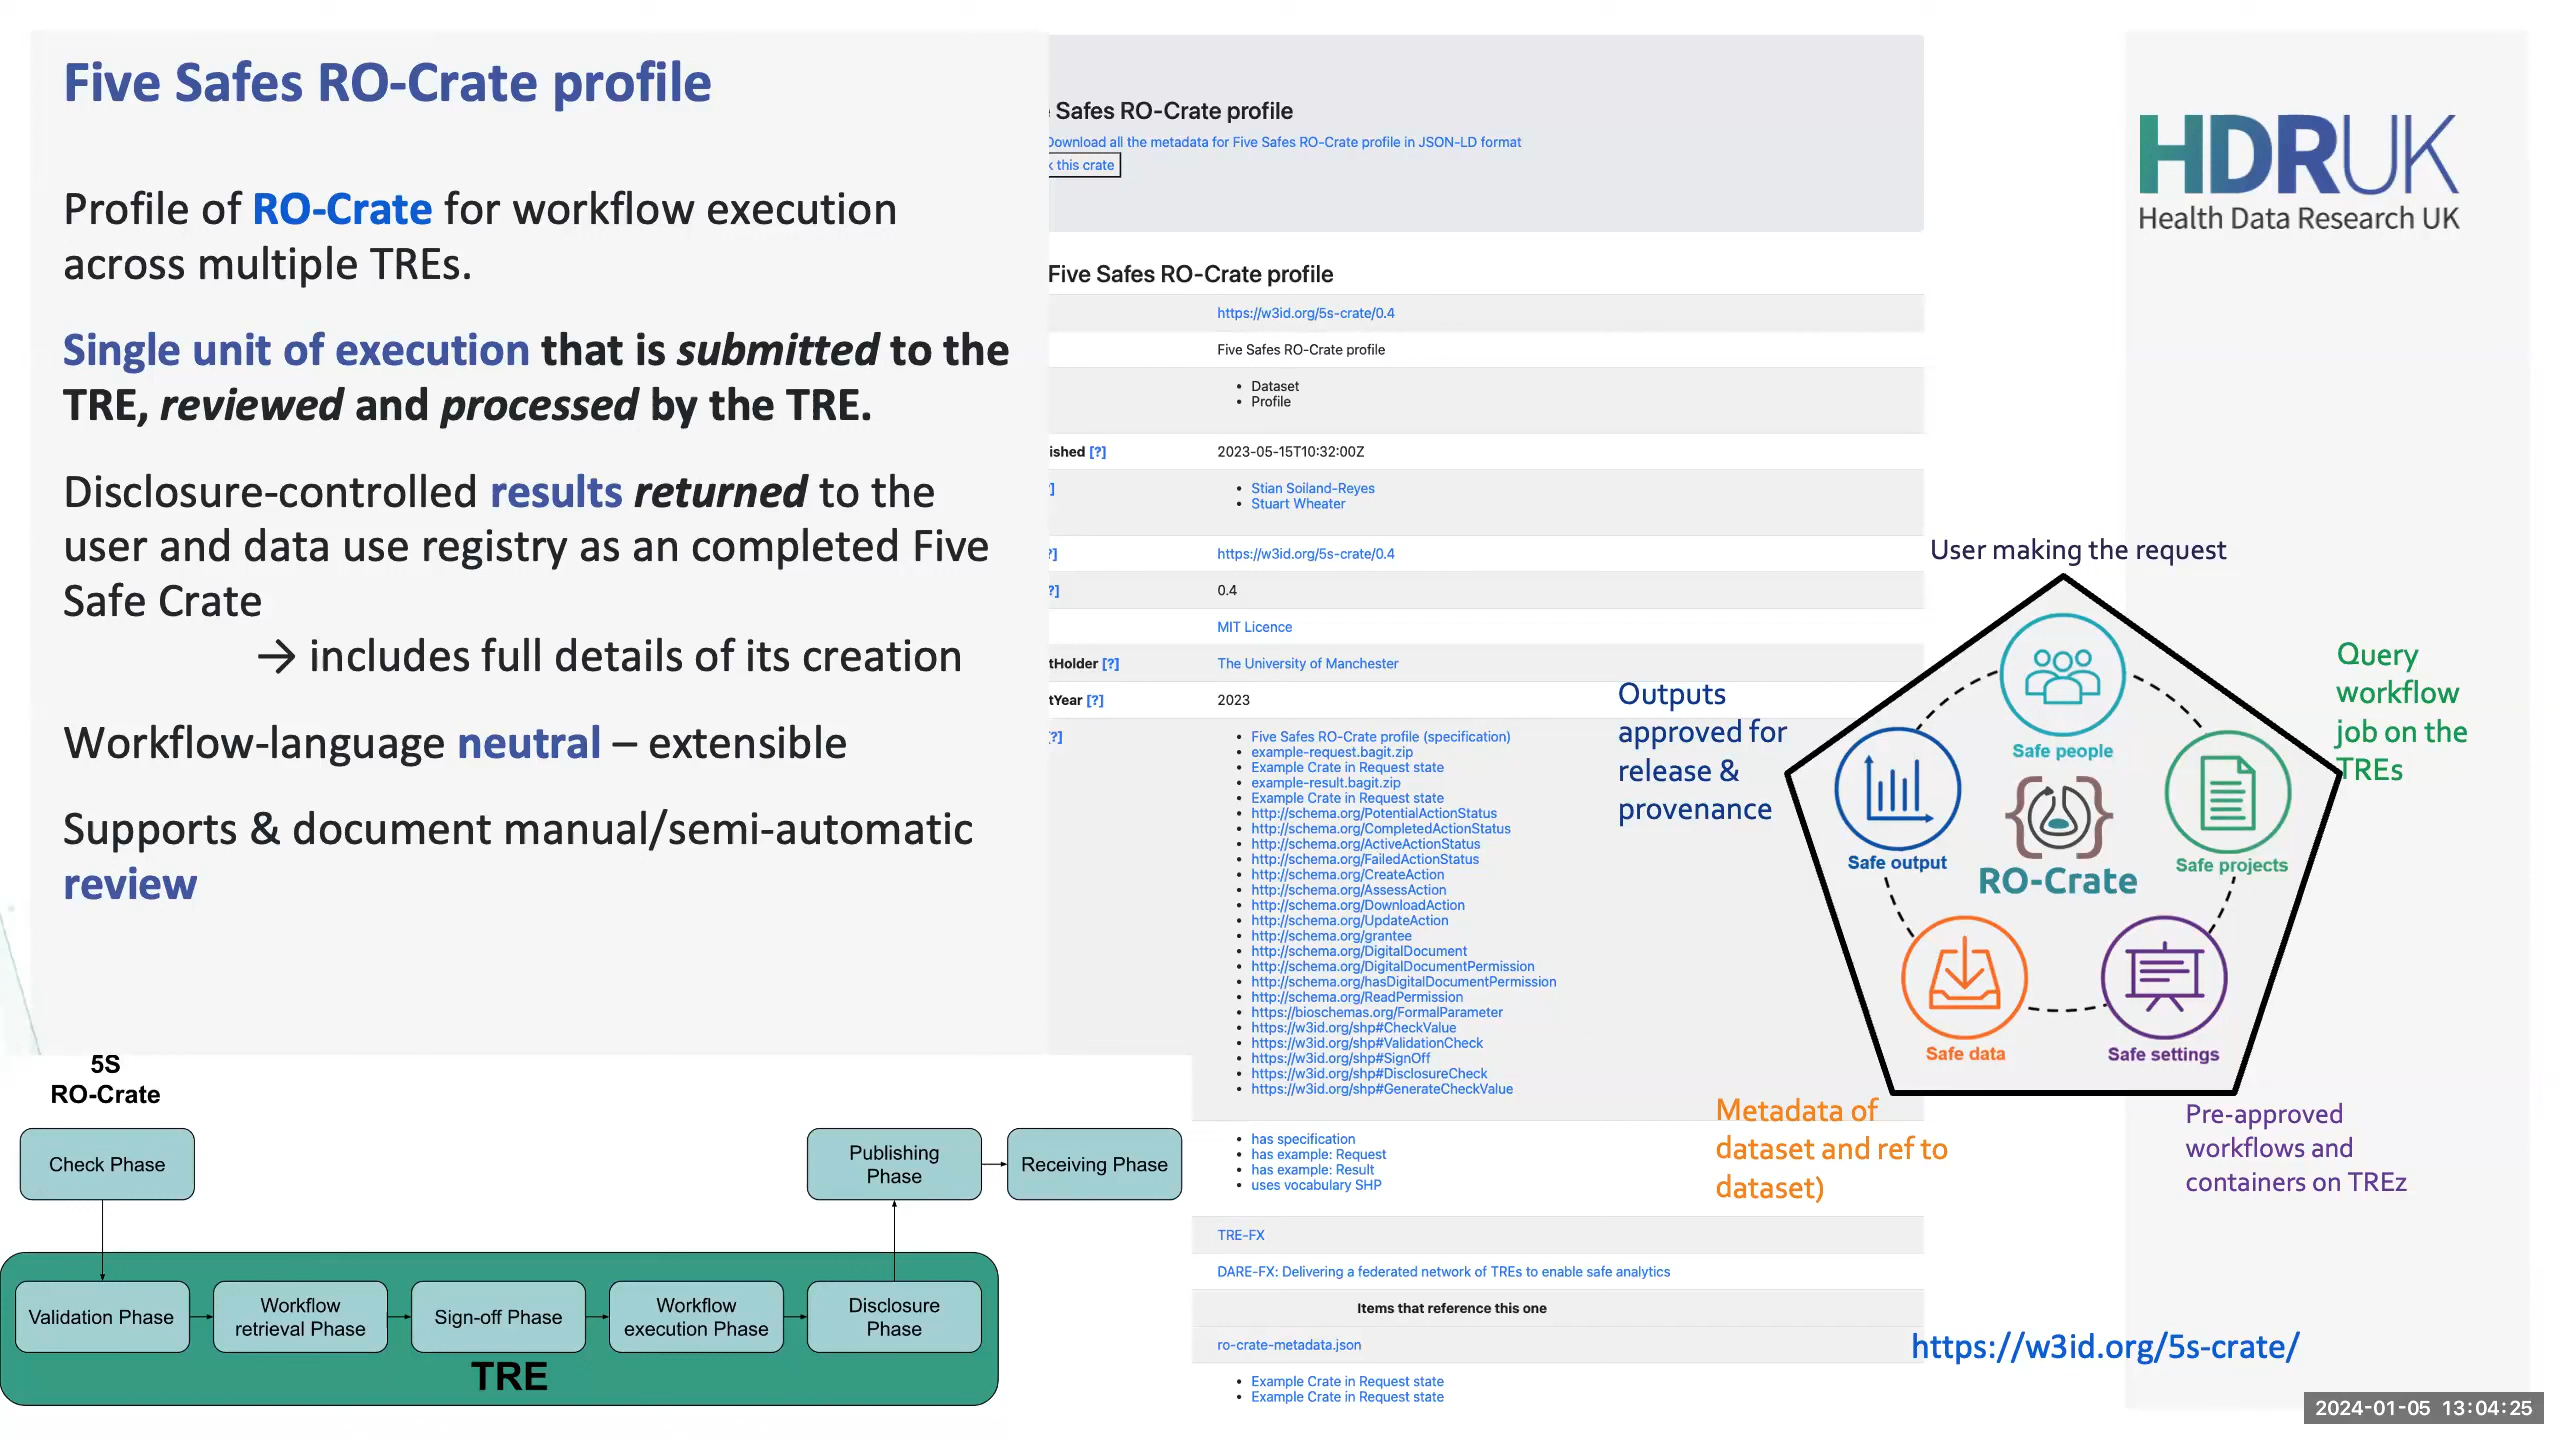 Five Safes RO-Crate profile
Profile of RO-Crate for workflow execution
across multiple TREs.
Single unit of execution that is submitted to the
TRE, reviewed and processed by the TRE.
Disclosure-controlled results returned to the
user and data use registry as an completed Five
Safe Crate
→ includes full details of its creation
Workflow-language neutral – extensible
Supports & document manual/semi-automatic
review
Safes RO-Crate profile
Download all the metadata for Five Safes RO-Crate profile in JSON-LD format
k this crate
Five Safes RO-Crate profile
https://w3id.org/5s-crate/0.4
Five Safes RO-Crate profile
• Dataset
• Profile
ished [?] 2023-05-15T10:32:00Z
?]
• Stian Soiland-Reyes
• Stuart Wheater
?] https://w3id.org/5s-crate/0.4
?] 0.4
MIT Licence
tHolder [?] The University of Manchester
tYear [?] 2023
[?]
• Five Safes RO-Crate profile (specification)
• example-request.bagit.zip
• Example Crate in Request state
• example-result.bagit.zip
• Example Crate in Request state
• http://schema.org/PotentialActionStatus
• http://schema.org/CompletedActionStatus
• http://schema.org/ActiveActionStatus
• http://schema.org/FailedActionStatus
• http://schema.org/CreateAction
• http://schema.org/AssessAction
• http://schema.org/DownloadAction
• http://schema.org/UpdateAction
• http://schema.org/grantee
• http://schema.org/DigitalDocument
• http://schema.org/DigitalDocumentPermission
• http://schema.org/hasDigitalDocumentPermission
• http://schema.org/ReadPermission
• https://bioschemas.org/FormalParameter
• https://w3id.org/shp#CheckValue
• https://w3id.org/shp#ValidationCheck
• https://w3id.org/shp#SignOff
• https://w3id.org/shp#DisclosureCheck
• https://w3id.org/shp#GenerateCheckValue
• has specification
• has example: Request
• has example: Result
• uses vocabulary SHP
TRE-FX
DARE-FX: Delivering a federated network of TREs to enable safe analytics
Items that reference this one
ro-crate-metadata.json
• Example Crate in Request state
• Example Crate in Request state
HDRUK
Health Data Research UK
User making the request
Query
workflow
job on the
TREs
Outputs
approved for
release &
provenance
Safe people
Safe output
Safe projects
RO-Crate
Safe data
Safe settings
Metadata of
dataset and ref to
dataset)
Pre-approved
workflows and
containers on TREz
https://w3id.org/5s-crate/
5S
RO-Crate
Check Phase
Publishing
Phase
Receiving Phase
Validation Phase
Workflow
retrieval Phase
Sign-off Phase
Workflow
execution Phase
Disclosure
Phase
TRE
2024-01-05 13:04:25